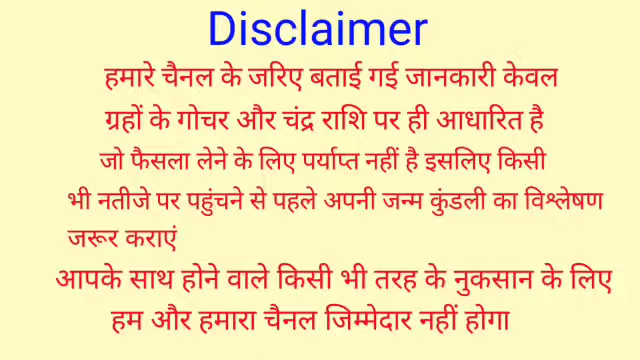 Disclaimer
हमारे चैनल के जरिए बताई गई जानकारी केवल
ग्रहों के गोचर और चंद्र राशि पर ही आधारित है
जो फैसला लेने के लिए पर्याप्त नहीं है इसलिए किसी
भी नतीजे पर पहुंचने से पहले अपनी जन्म कुंडली का विश्लेषण
जरूर कराएं
आपके साथ होने वाले किसी भी तरह के नुकसान के लिए
हम और हमारा चैनल जिम्मेदार नहीं होगा